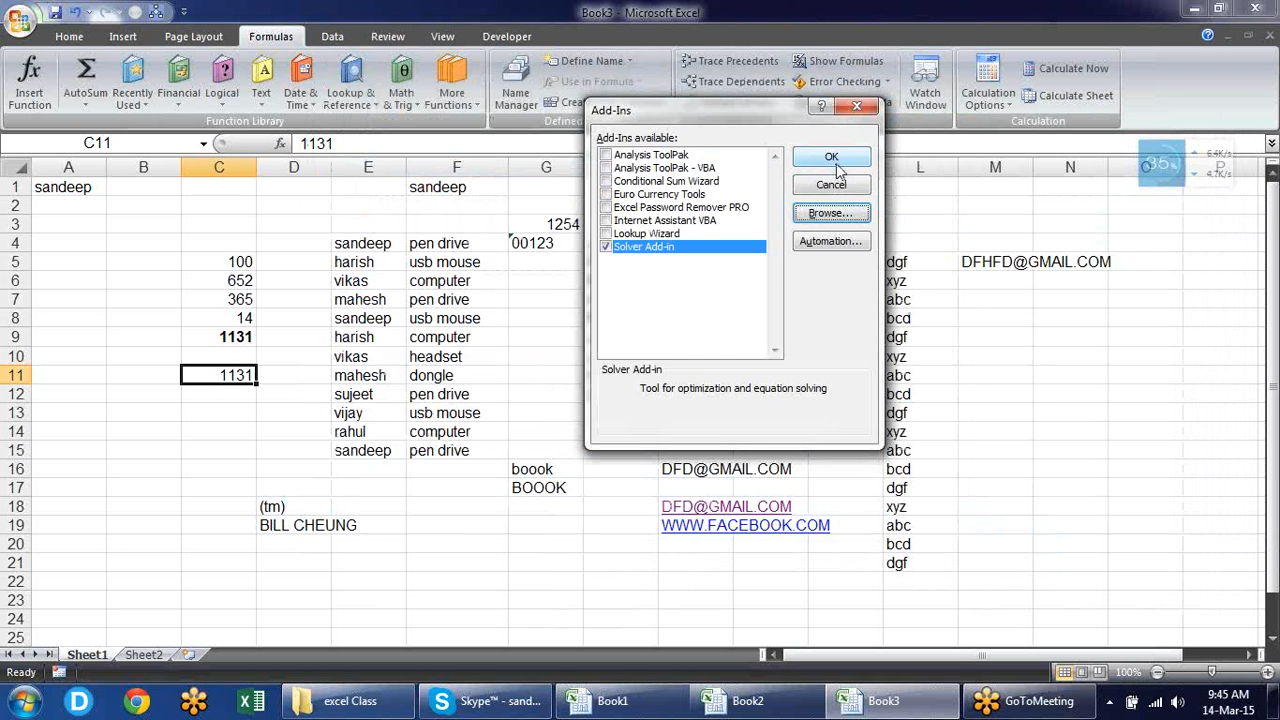 Book3 - Microsoft Excel
Home Insert Page Layout Formulas Data Review View Developer
Insert Function
AutoSum
Recently Used
Financial
Logical
Text
Date & Time
Lookup & Reference
Math & Trig
More Functions
Function Library
Name Manager
Define Name
Use in Formula
Trace Precedents
Trace Dependents
Show Formulas
Error Checking
Watch Window
Calculation Options
Calculate Now
Calculate Sheet
Calculation
C11 fx 1131
A B C D E F G L M N P
35% 6.4K/s
4.7K/s
1 sandeep sandeep
2
3 1254
4 sandeep pen drive 00123
5 100 harish usb mouse dgf DFHFD@GMAIL.COM
6 652 vikas computer xyz
7 365 mahesh pen drive abc
8 14 sandeep usb mouse bcd
9 1131 harish computer dgf
10 vikas headset xyz
11 1131 mahesh dongle abc
12 sujeet pen drive bcd
13 vijay usb mouse dgf
14 rahul computer xyz
15 sandeep pen drive abc
16 boook DFD@GMAIL.COM bcd
17 BOOOK dgf
18 (tm) DFD@GMAIL.COM xyz
19 BILL CHEUNG WWW.FACEBOOK.COM abc
20 bcd
21 dgf
22
23
24
25
Add-Ins
Add-Ins available:
Analysis ToolPak
Analysis ToolPak - VBA
Conditional Sum Wizard
Euro Currency Tools
Excel Password Remover PRO
Internet Assistant VBA
Lookup Wizard
Solver Add-in
OK
Cancel
Browse...
Automation...
Solver Add-in
Tool for optimization and equation solving
Sheet1 Sheet2
Ready 100%
excel Class
Skype™ - sand...
Book1
Book2
Book3
GoToMeeting
9:45 AM
14-Mar-15